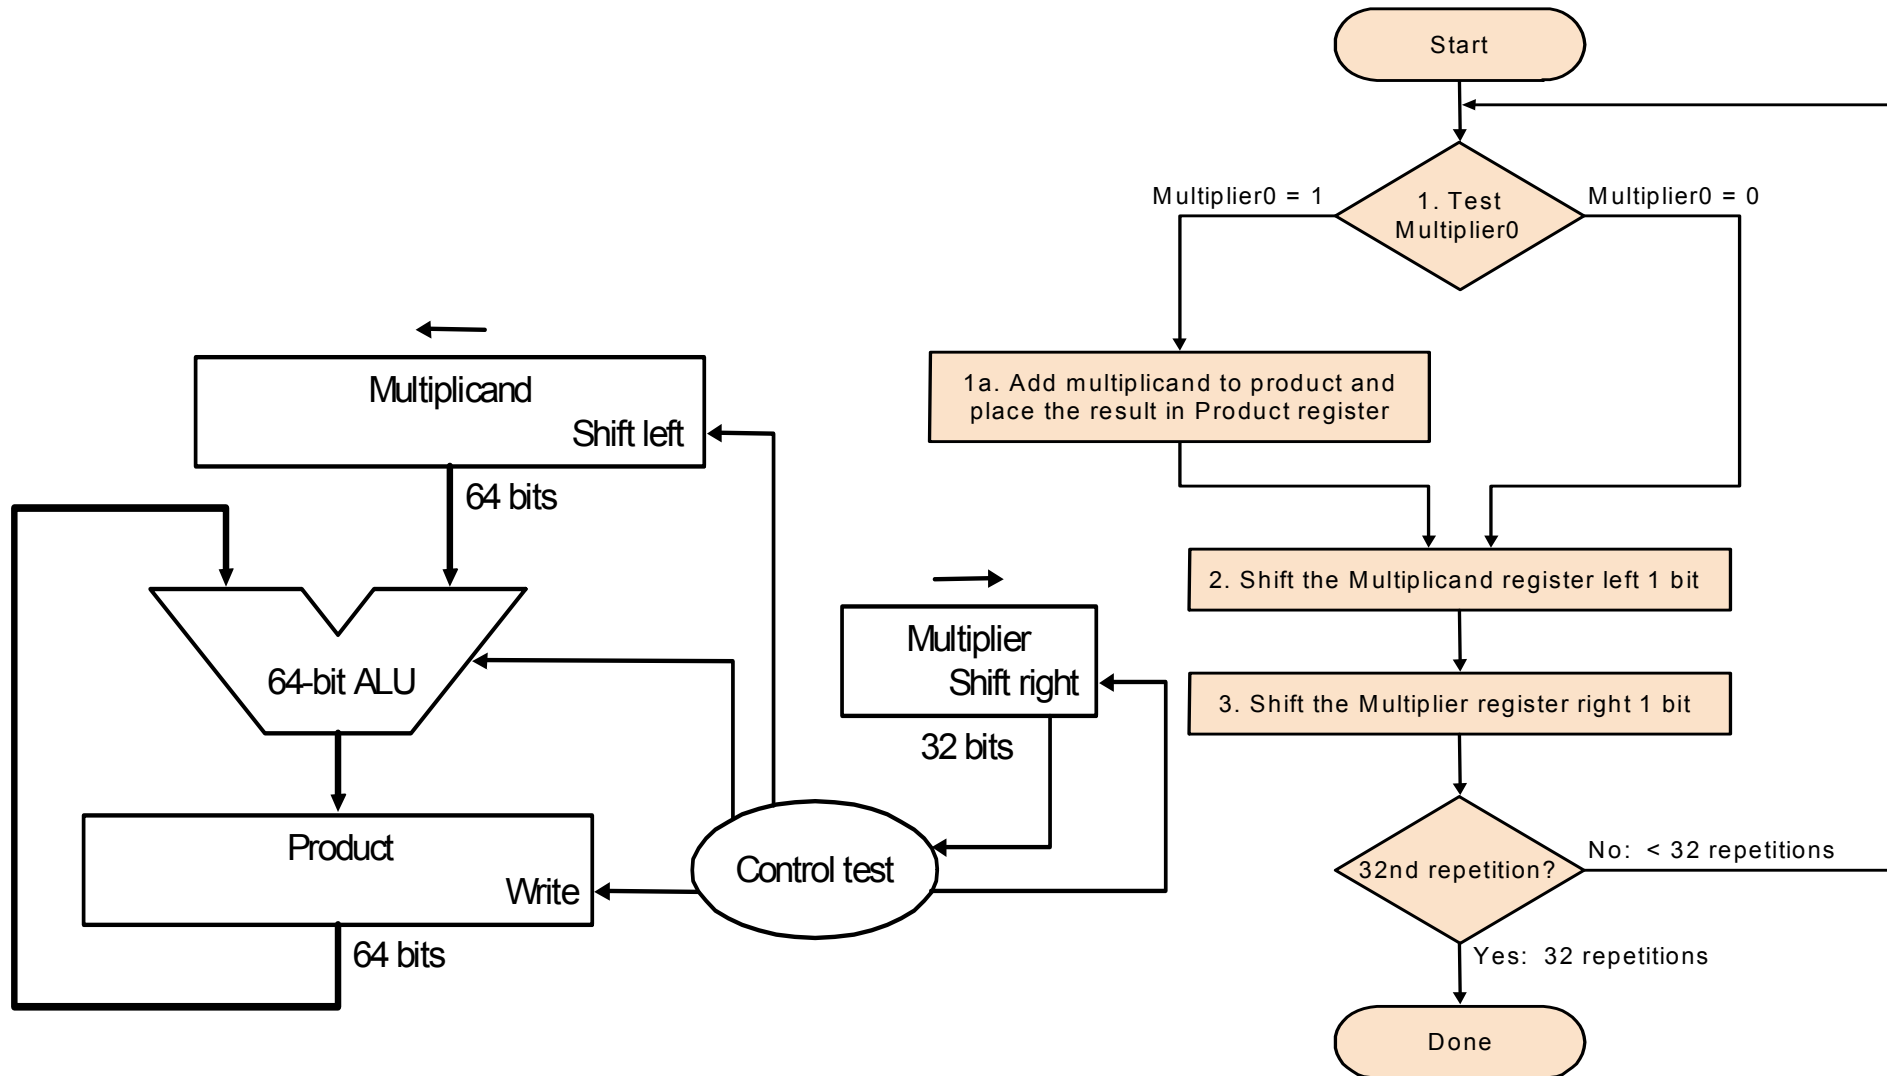 Multiplicand
Shift left
64 bits
64-bit ALU
Multiplier
Shift right
32 bits
Product
Write
64 bits
Control test
Start
Multiplier0 = 1
1. Test
Multiplier0
Multiplier0 = 0
1a. Add multiplicand to product and
place the result in Product register
2. Shift the Multiplicand register left 1 bit
3. Shift the Multiplier register right 1 bit
32nd repetition?
No: < 32 repetitions
Yes: 32 repetitions
Done